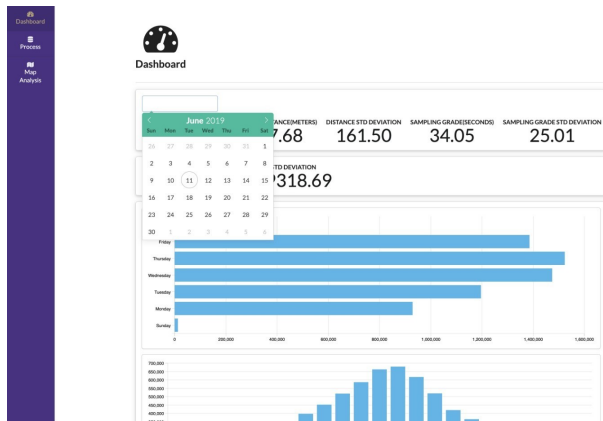 Dashboard
Process
Map
Analysis
Dashboard
June 2019
Sun Mon Tue Wed Thu Fri Sat
26 27 28 29 30 31 1
2 3 4 5 6 7 8
9 10 11 12 13 14 15
16 17 18 19 20 21 22
23 24 25 26 27 28 29
30 1 2 3 4 5 6
TANCE(METERS) DISTANCE STD DEVIATION SAMPLING GRADE(SECONDS) SAMPLING GRADE STD DEVIATION
7.68 161.50 34.05 25.01
STD DEVIATION
318.69
Friday
Thursday
Wednesday
Tuesday
Monday
Sunday
0 200,000 400,000 600,000 800,000 1,000,000 1,200,000 1,400,000 1,600,000
700,000
650,000
600,000
550,000
500,000
450,000
400,000